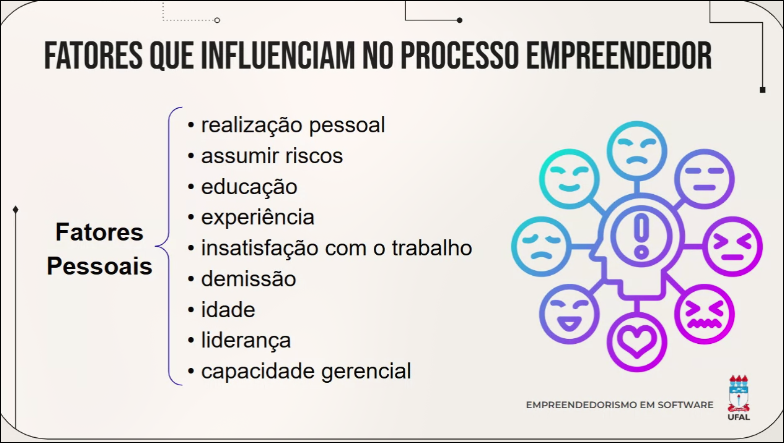 FATORES QUE INFLUENCIAM NO PROCESSO EMPREENDEDOR
Fatores
Pessoais
• realização pessoal
• assumir riscos
• educação
• experiência
• insatisfação com o trabalho
• demissão
• idade
• liderança
• capacidade gerencial
EMPREENDEDORISMO EM SOFTWARE
UFAL